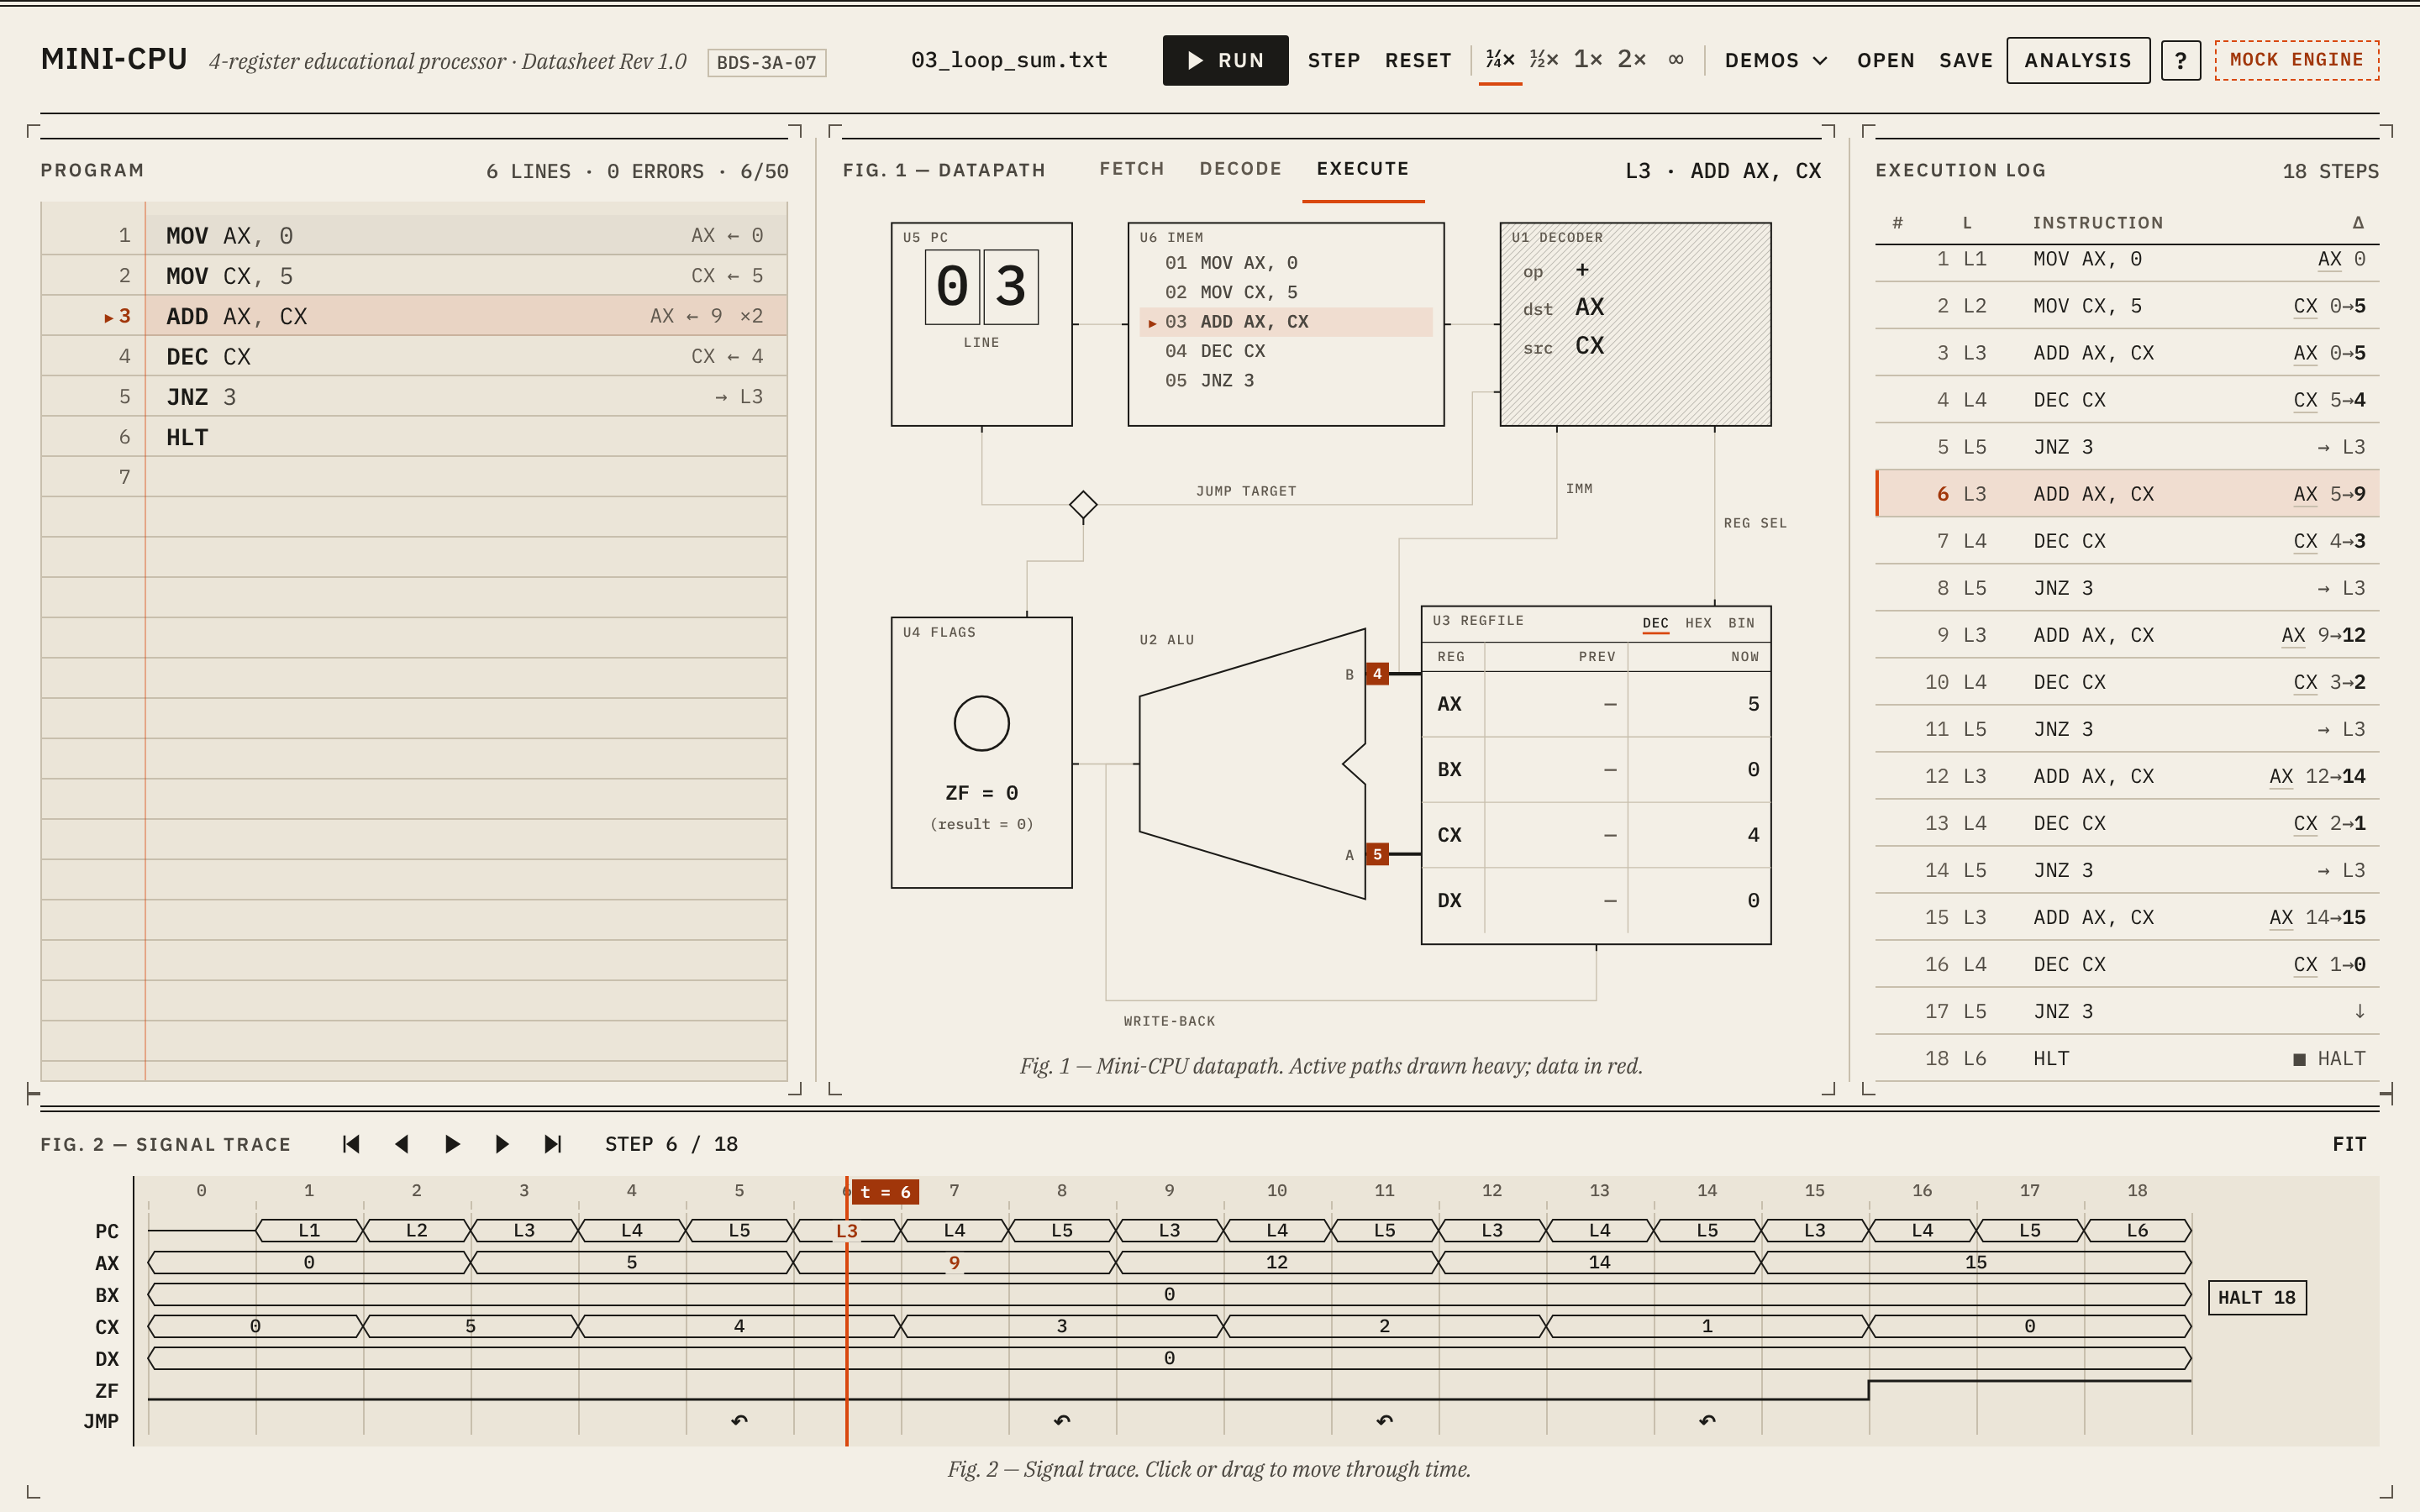 MINI-CPU 4-register educational processor · Datasheet Rev 1.0 BDS-3A-07 03_loop_sum.txt ▶ RUN STEP RESET ¼× ½× 1× 2× ∞ DEMOS OPEN SAVE ANALYSIS ? MOCK ENGINE
PROGRAM 6 LINES · 0 ERRORS · 6/50
1 MOV AX, 0 AX ← 0
2 MOV CX, 5 CX ← 5
▶3 ADD AX, CX AX ← 9 ×2
4 DEC CX CX ← 4
5 JNZ 3 → L3
6 HLT
7
FIG. 1 — DATAPATH FETCH DECODE EXECUTE L3 · ADD AX, CX
U5 PC
03
LINE
U6 IMEM
01 MOV AX, 0
02 MOV CX, 5
▶ 03 ADD AX, CX
04 DEC CX
05 JNZ 3
U1 DECODER
op +
dst AX
src CX
JUMP TARGET
IMM
REG SEL
U4 FLAGS
ZF = 0
(result = 0)
U2 ALU
B 4
A 5
U3 REGFILE DEC HEX BIN
REG PREV NOW
AX — 5
BX — 0
CX — 4
DX — 0
WRITE-BACK
Fig. 1 — Mini-CPU datapath. Active paths drawn heavy; data in red.
EXECUTION LOG 18 STEPS
# L INSTRUCTION Δ
1 L1 MOV AX, 0 AX 0
2 L2 MOV CX, 5 CX 0→5
3 L3 ADD AX, CX AX 0→5
4 L4 DEC CX CX 5→4
5 L5 JNZ 3 → L3
6 L3 ADD AX, CX AX 5→9
7 L4 DEC CX CX 4→3
8 L5 JNZ 3 → L3
9 L3 ADD AX, CX AX 9→12
10 L4 DEC CX CX 3→2
11 L5 JNZ 3 → L3
12 L3 ADD AX, CX AX 12→14
13 L4 DEC CX CX 2→1
14 L5 JNZ 3 → L3
15 L3 ADD AX, CX AX 14→15
16 L4 DEC CX CX 1→0
17 L5 JNZ 3 ↓
18 L6 HLT ■ HALT
FIG. 2 — SIGNAL TRACE STEP 6 / 18 FIT
0 1 2 3 4 5 6 t = 6 7 8 9 10 11 12 13 14 15 16 17 18
PC L1 L2 L3 L4 L5 L3 L4 L5 L3 L4 L5 L3 L4 L5 L3 L4 L5 L6
AX 0 5 9 12 14 15
BX 0
HALT 18
CX 0 5 4 3 2 1 0
DX 0
ZF
JMP ↶ ↶ ↶ ↶
Fig. 2 — Signal trace. Click or drag to move through time.